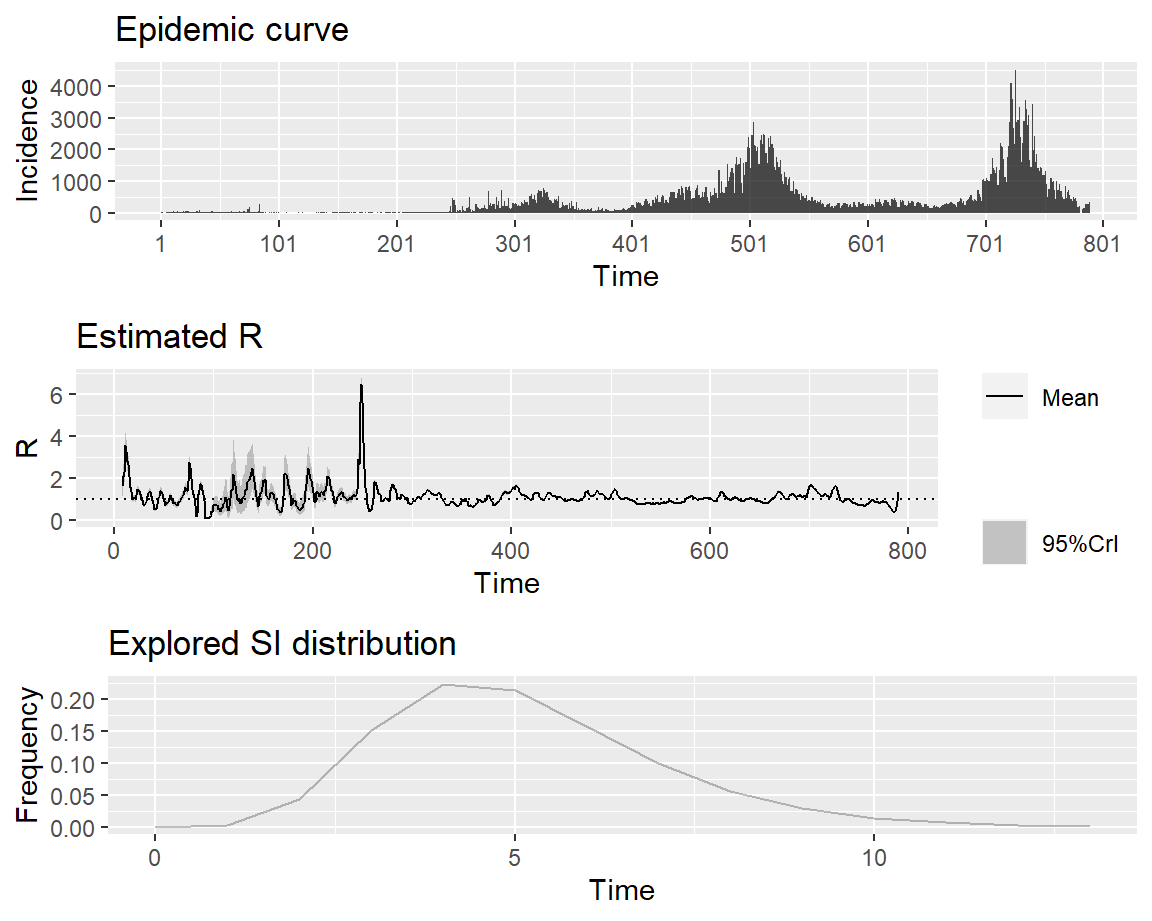 Epidemic curve
Incidence
4000
3000
2000
1000
0
1 101 201 301 401 501 601 701 801
Time
Estimated R
R
6
4
2
0
0 200 400 600 800
Time
Mean
95%CrI
Explored SI distribution
Frequency
0.20
0.15
0.10
0.05
0.00
0 5 10
Time